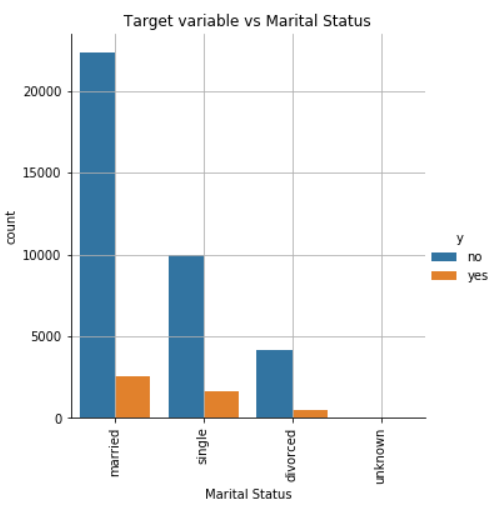 Target variable vs Marital Status
20000
15000
10000
5000
0
count
married
single
divorced
unknown
Marital Status
y
no
yes